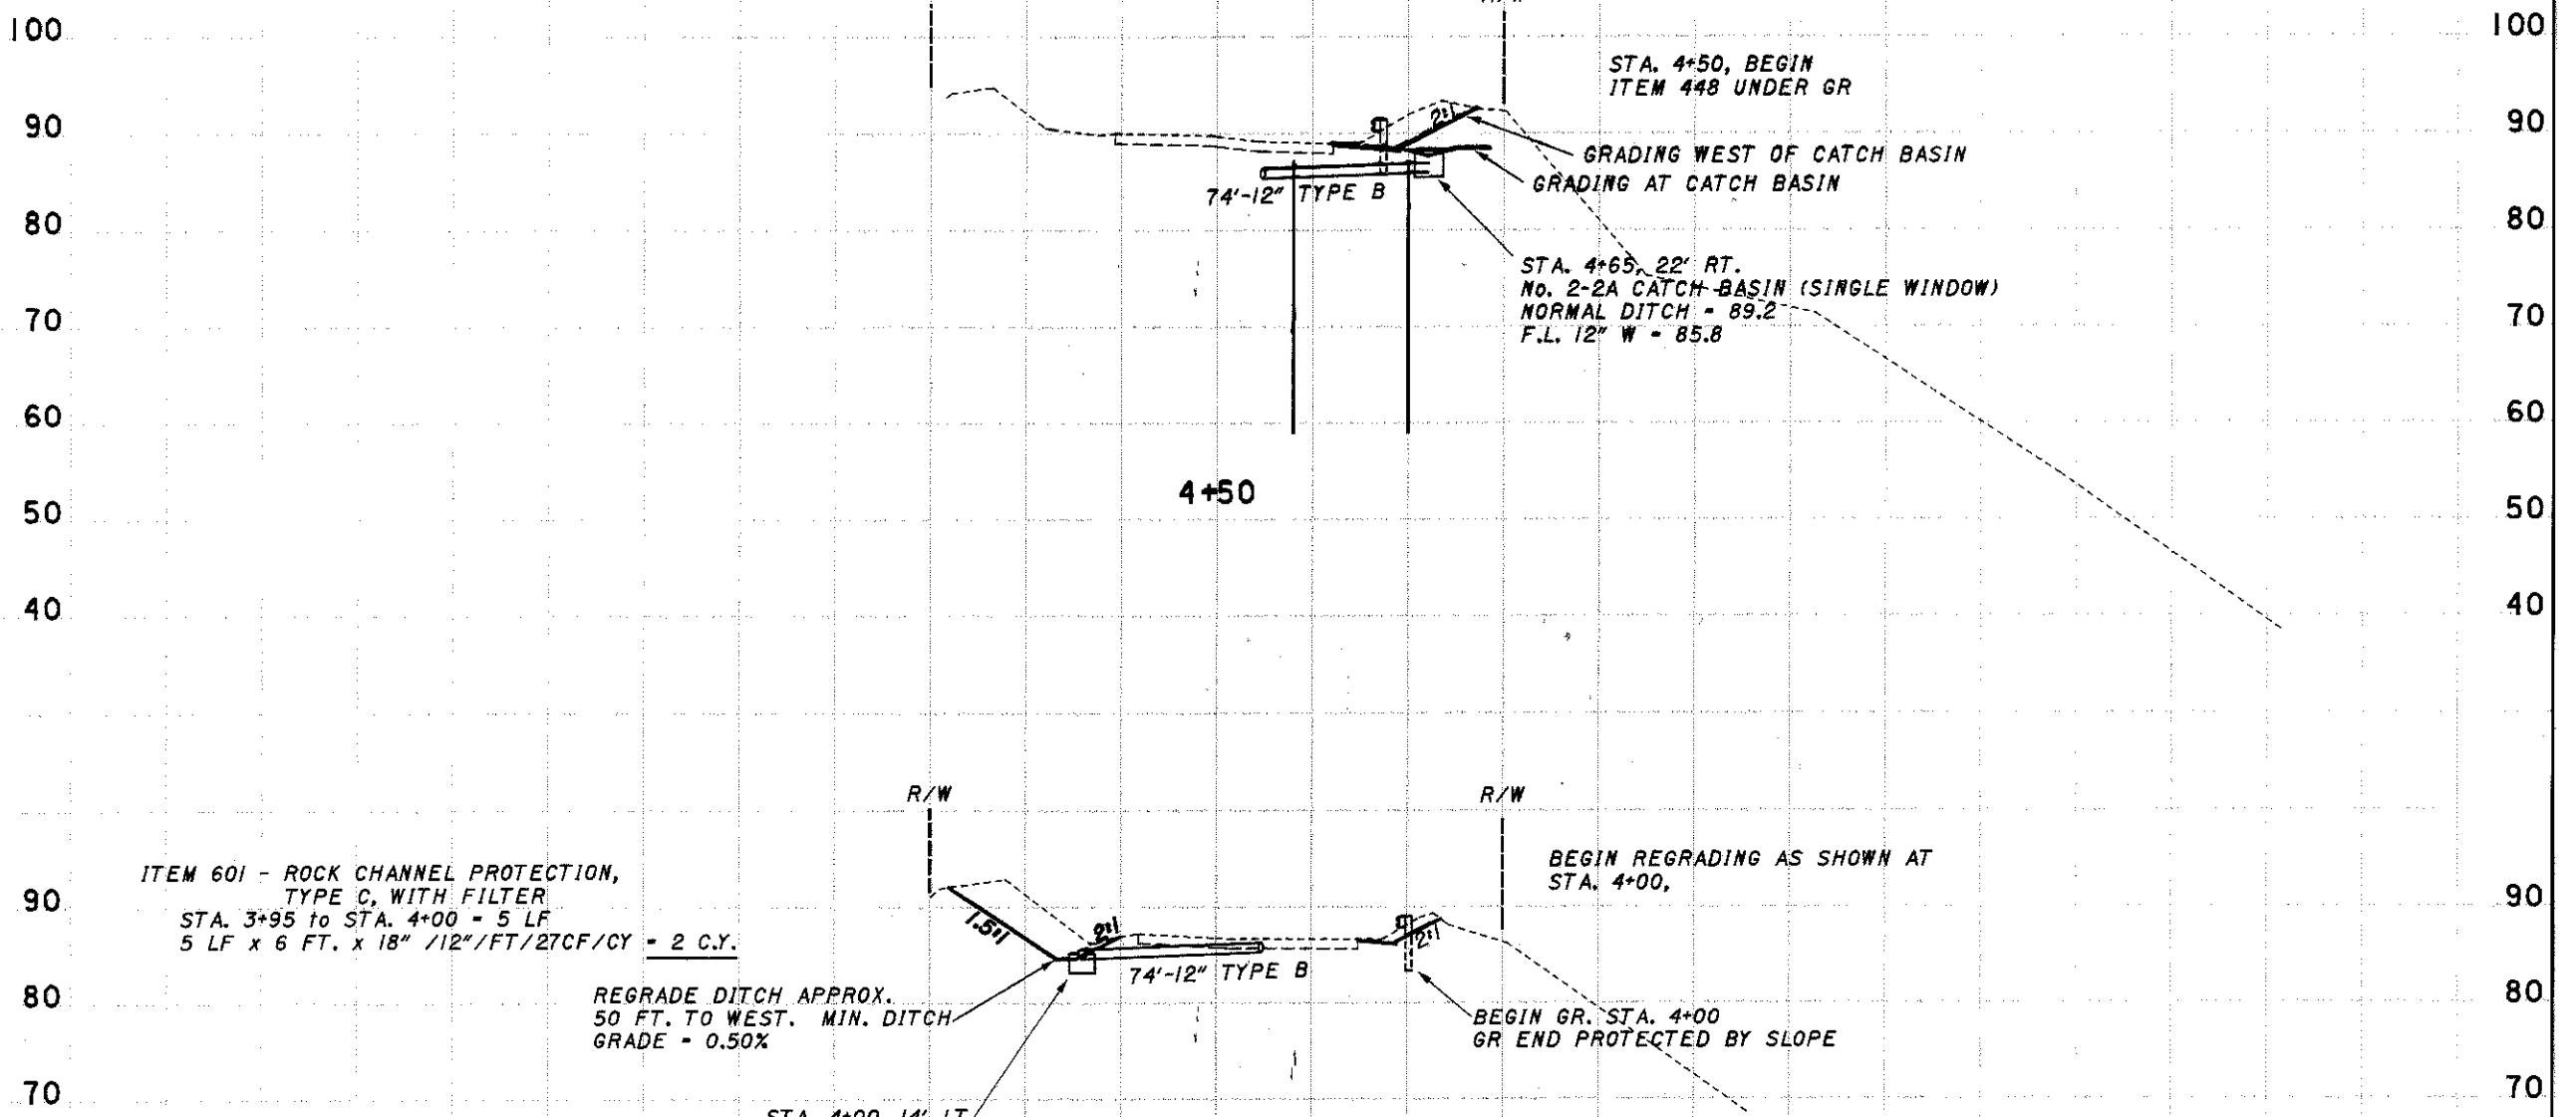 100
100
STA. 4+50, BEGIN
ITEM 448 UNDER GR
90
90
2:1
GRADING WEST OF CATCH BASIN
GRADING AT CATCH BASIN
74'-12" TYPE B
80
80
STA. 4+65, 22' RT.
No. 2-2A CATCH BASIN (SINGLE WINDOW)
NORMAL DITCH = 89.2
F.L. 12" W = 85.8
70
70
60
60
4+50
50
50
40
40
R/W
R/W
ITEM 601 - ROCK CHANNEL PROTECTION,
TYPE C, WITH FILTER
STA. 3+95 to STA. 4+00 = 5 LF
5 LF x 6 FT. x 18" /12"/FT/27CF/CY = 2 C.Y.
BEGIN REGRADING AS SHOWN AT
STA. 4+00,
90
90
1.5:1
2:1
2:1
74'-12" TYPE B
80
80
REGRADE DITCH APPROX.
50 FT. TO WEST. MIN. DITCH
GRADE = 0.50%
BEGIN GR. STA. 4+00
GR END PROTECTED BY SLOPE
70
70
STA. 4+00, 14' LT